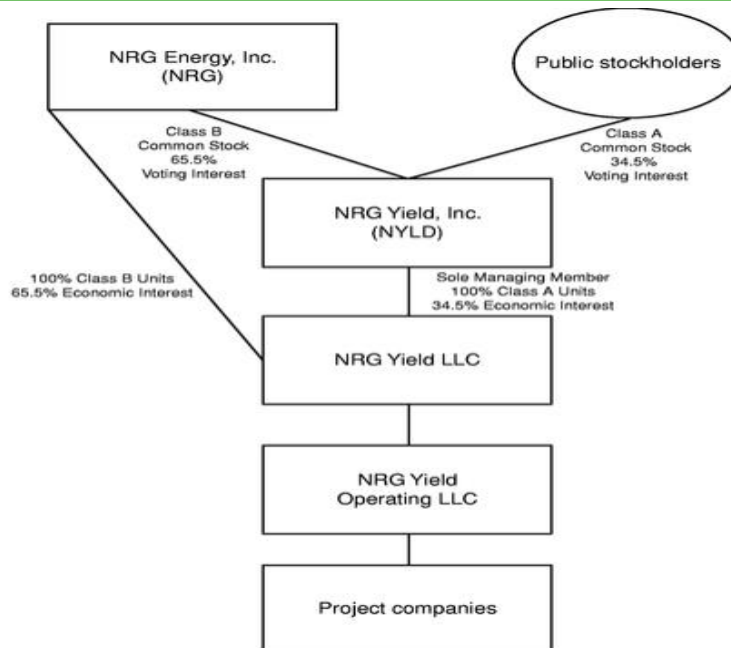 NRG Energy, Inc.
(NRG)
Public stockholders
Class B
Common Stock
65.5%
Voting Interest
Class A
Common Stock
34.5%
Voting Interest
NRG Yield, Inc.
(NYLD)
100% Class B Units
65.5% Economic Interest
Sole Managing Member
100% Class A Units
34.5% Economic Interest
NRG Yield LLC
NRG Yield
Operating LLC
Project companies